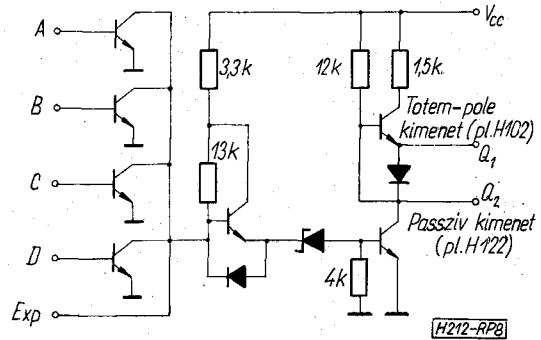 A
B
C
D
Exp
3,3k
13k
12k
1,5k
4k
Vcc
Totem-pole
kimenet (pl. H102)
Q1
Q2
Passzív kimenet
(pl. H122)
H212-RP8